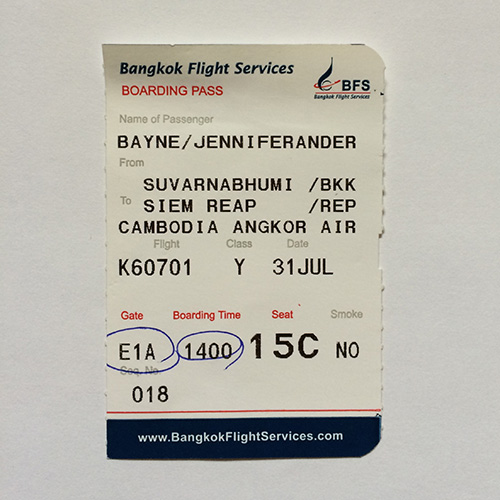 Bangkok Flight Services
BFS
Bangkok Flight Services
BOARDING PASS
Name of Passenger
BAYNE/JENNIFERANDER
From
SUVARNABHUMI /BKK
To
SIEM REAP /REP
CAMBODIA ANGKOR AIR
Flight Class Date
K60701 Y 31JUL
Gate Boarding Time Seat Smoke
E1A 1400 15C NO
Seq. No.
018
www.BangkokFlightServices.com